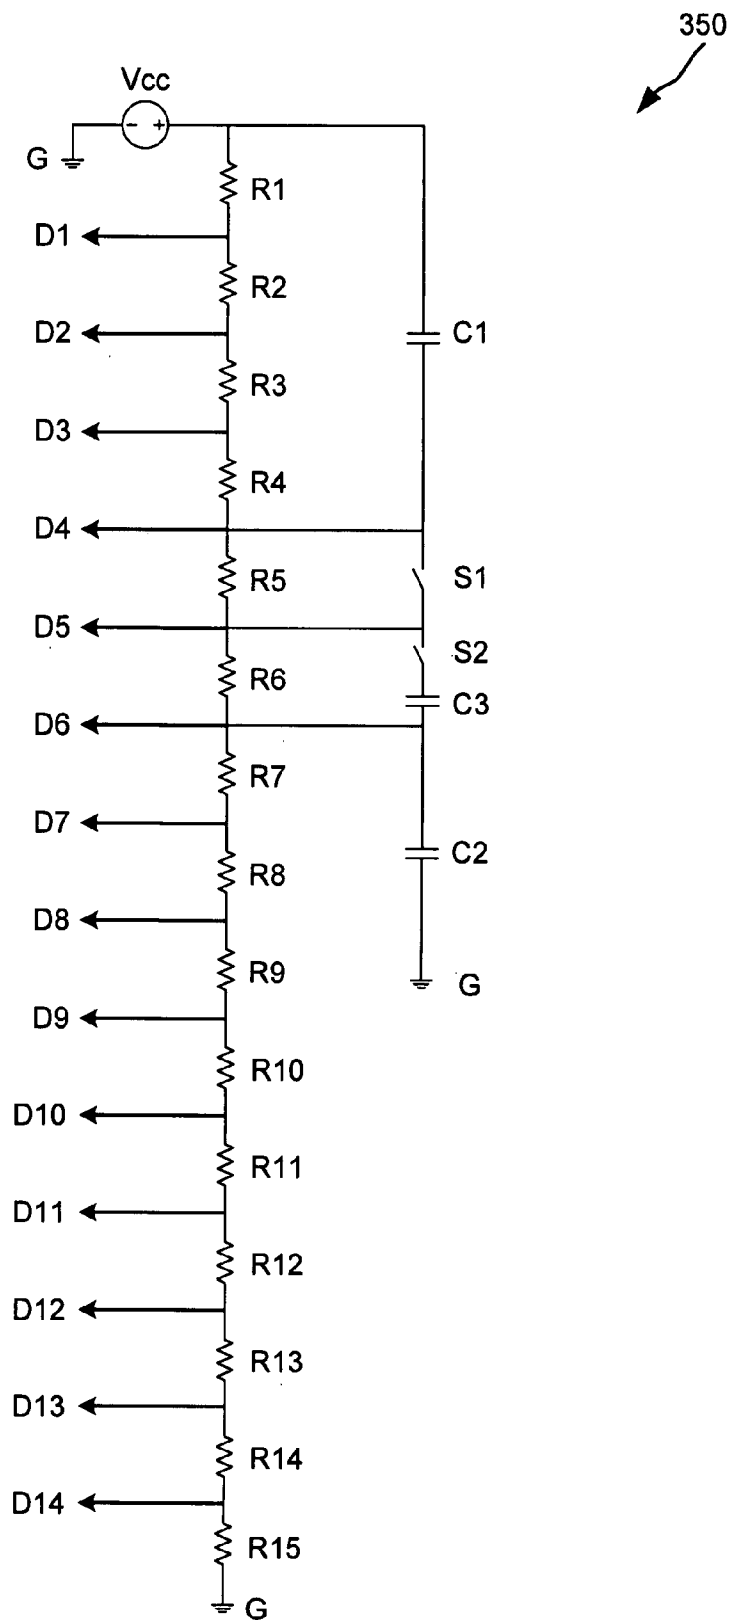 350
Vcc
- +
G
R1
D1
R2
D2
C1
R3
D3
R4
D4
R5
S1
D5
S2
R6
C3
D6
R7
D7
C2
R8
D8
R9
G
D9
R10
D10
R11
D11
R12
D12
R13
D13
R14
D14
R15
G